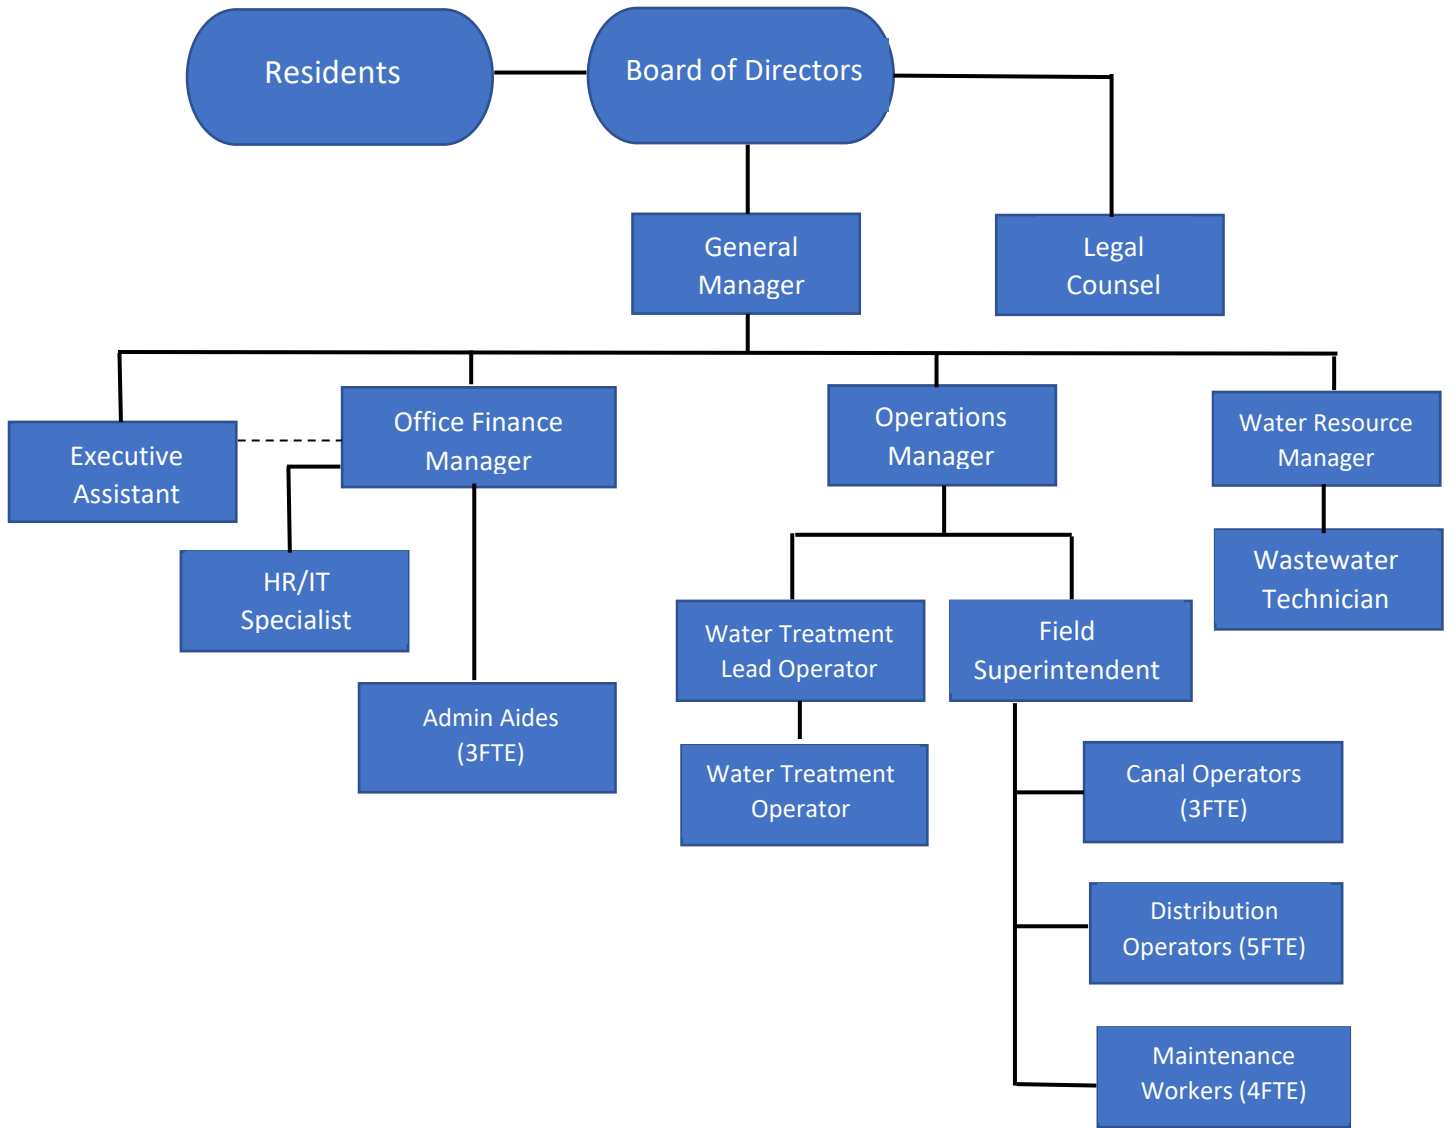 Residents
Board of Directors
General
Manager
Legal
Counsel
Executive
Assistant
Office Finance
Manager
Operations
Manager
Water Resource
Manager
HR/IT
Specialist
Wastewater
Technician
Water Treatment
Lead Operator
Field
Superintendent
Admin Aides
(3FTE)
Water Treatment
Operator
Canal Operators
(3FTE)
Distribution
Operators (5FTE)
Maintenance
Workers (4FTE)